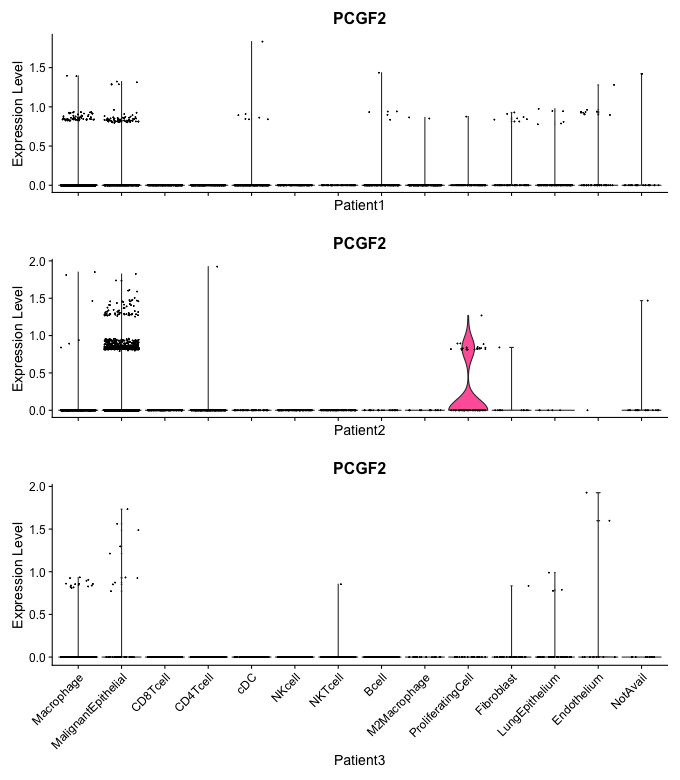 PCGF2
Expression Level
1.5
1.0
0.5
0.0
Patient1
PCGF2
Expression Level
2.0
1.5
1.0
0.5
0.0
Patient2
PCGF2
Expression Level
2.0
1.5
1.0
0.5
0.0
Macrophage
MalignantEpithelial
CD8Tcell
CD4Tcell
cDC
NKcell
NKTcell
Bcell
M2Macrophage
ProliferatingCell
Fibroblast
LungEpithelium
Endothelium
NotAvail
Patient3